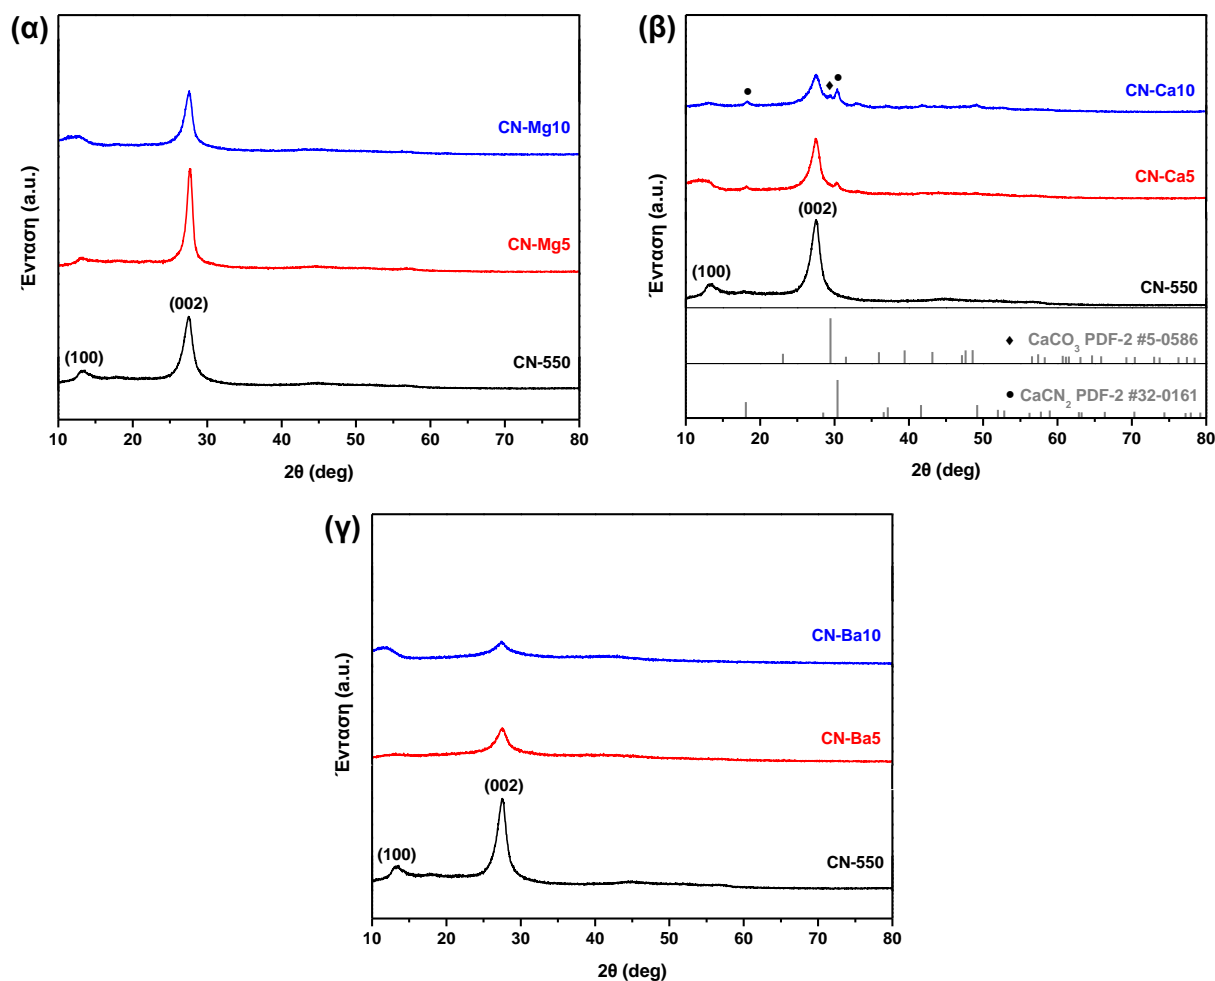 (α)
CN-Mg10
CN-Mg5
(002)
(100)
CN-550
Ένταση (a.u.)
10 20 30 40 50 60 70 80
2θ (deg)
(β)
CN-Ca10
CN-Ca5
(002)
(100)
CN-550
♦ CaCO₃ PDF-2 #5-0586
● CaCN₂ PDF-2 #32-0161
Ένταση (a.u.)
10 20 30 40 50 60 70 80
2θ (deg)
(γ)
CN-Ba10
CN-Ba5
(002)
(100)
CN-550
Ένταση (a.u.)
10 20 30 40 50 60 70 80
2θ (deg)